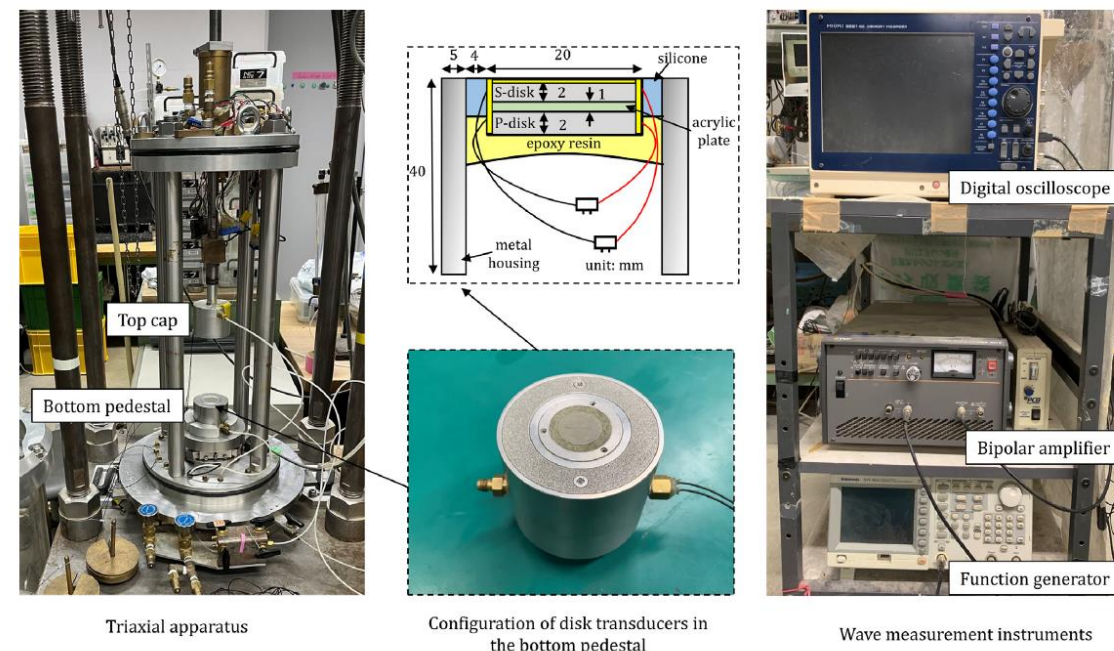 Top cap
Bottom pedestal
Triaxial apparatus
5 4 20
silicone
S-disk 2 1
P-disk 2
acrylic
plate
epoxy resin
40
metal
housing
unit: mm
Configuration of disk transducers in
the bottom pedestal
Digital oscilloscope
Bipolar amplifier
PCB
Function generator
Wave measurement instruments